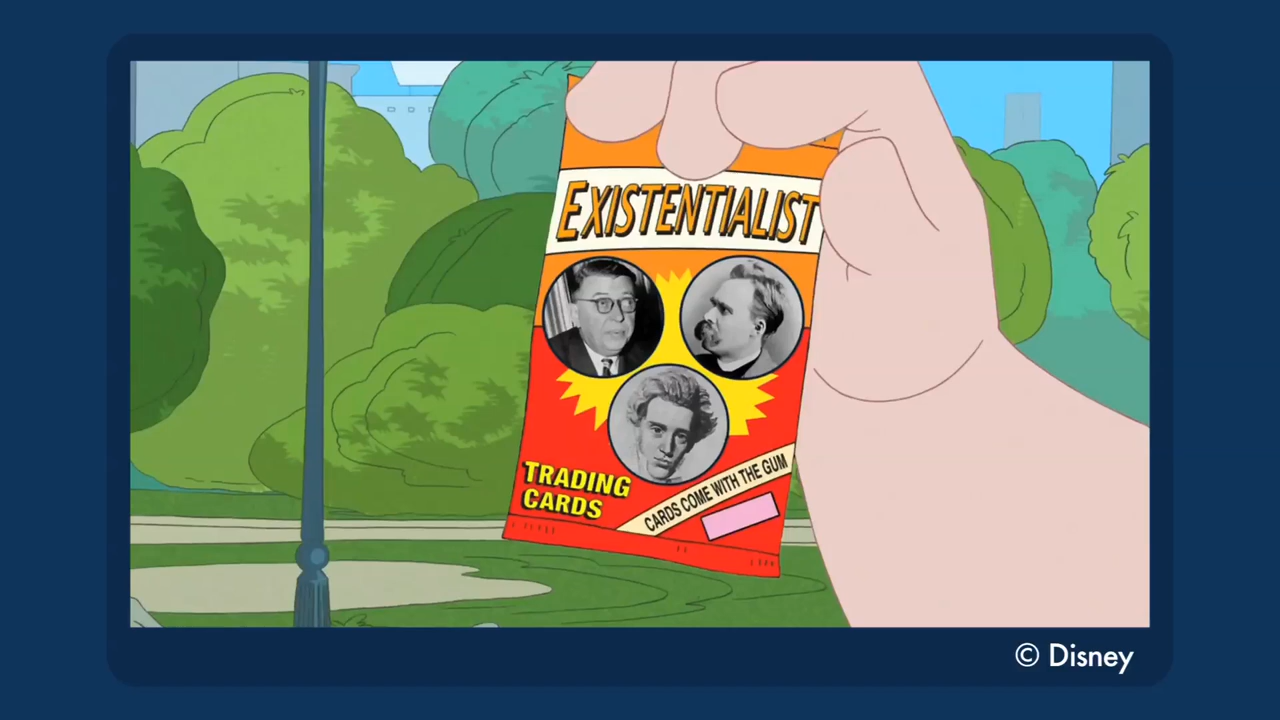 EXISTENTIALIST
TRADING
CARDS
CARDS COME WITH THE GUM
© Disney